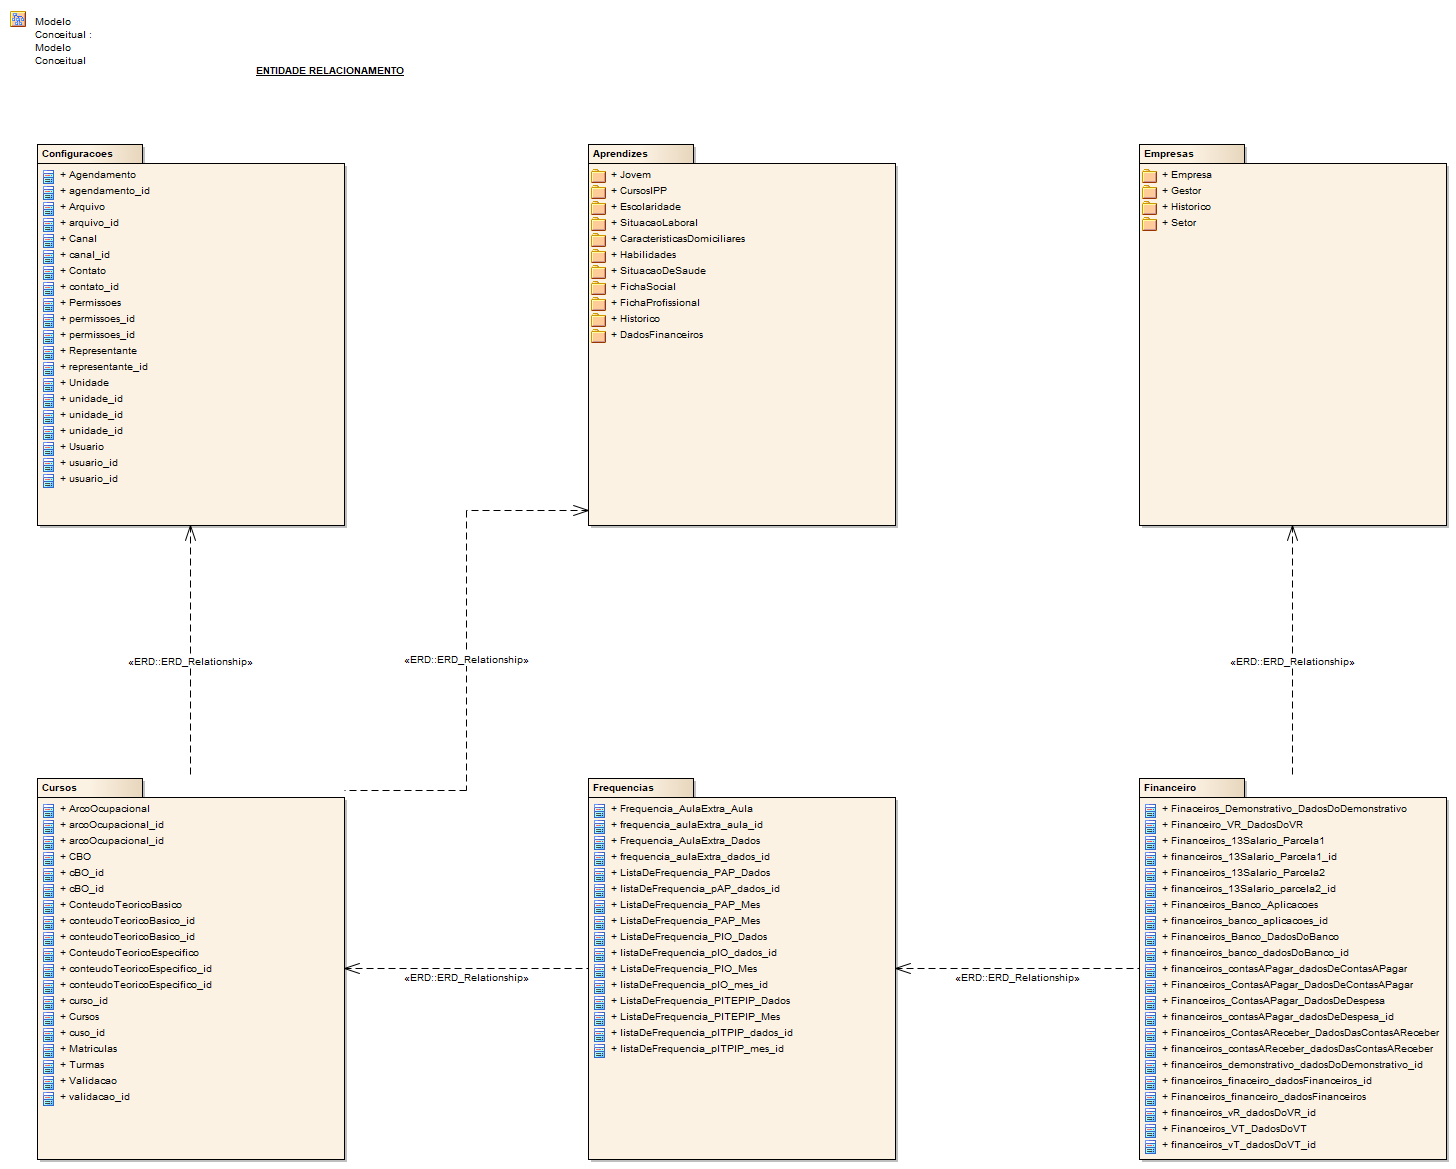 Modelo
Conceitual :
Modelo
Conceitual
ENTIDADE RELACIONAMENTO
Configuracoes
+ Agendamento
+ agendamento_id
+ Arquivo
+ arquivo_id
+ Canal
+ canal_id
+ Contato
+ contato_id
+ Permissoes
+ permissoes_id
+ permissoes_id
+ Representante
+ representante_id
+ Unidade
+ unidade_id
+ unidade_id
+ unidade_id
+ Usuario
+ usuario_id
+ usuario_id
Aprendizes
+ Jovem
+ CursosIPP
+ Escolaridade
+ SituacaoLaboral
+ CaracteristicasDomiciliares
+ Habilidades
+ SituacaoDeSaude
+ FichaSocial
+ FichaProfissional
+ Historico
+ DadosFinanceiros
Empresas
+ Empresa
+ Gestor
+ Historico
+ Setor
«ERD::ERD_Relationship»
«ERD::ERD_Relationship»
«ERD::ERD_Relationship»
Cursos
+ ArcoOcupacional
+ arcoOcupacional_id
+ arcoOcupacional_id
+ CBO
+ cBO_id
+ cBO_id
+ ConteudoTeoricoBasico
+ conteudoTeoricoBasico_id
+ conteudoTeoricoBasico_id
+ ConteudoTeoricoEspecifico
+ conteudoTeoricoEspecifico_id
+ conteudoTeoricoEspecifico_id
+ curso_id
+ Cursos
+ cuso_id
+ Matriculas
+ Turmas
+ Validacao
+ validacao_id
«ERD::ERD_Relationship»
Frequencias
+ Frequencia_AulaExtra_Aula
+ frequencia_aulaExtra_aula_id
+ Frequencia_AulaExtra_Dados
+ frequencia_aulaExtra_dados_id
+ ListaDeFrequencia_PAP_Dados
+ listaDeFrequencia_pAP_dados_id
+ ListaDeFrequencia_PAP_Mes
+ ListaDeFrequencia_PAP_Mes
+ ListaDeFrequencia_PIO_Dados
+ listaDeFrequencia_pIO_dados_id
+ ListaDeFrequencia_PIO_Mes
+ listaDeFrequencia_pIO_mes_id
+ ListaDeFrequencia_PITEPIP_Dados
+ ListaDeFrequencia_PITEPIP_Mes
+ listaDeFrequencia_pITPIP_dados_id
+ listaDeFrequencia_pITPIP_mes_id
«ERD::ERD_Relationship»
Financeiro
+ Finaceiros_Demonstrativo_DadosDoDemonstrativo
+ Financeiro_VR_DadosDoVR
+ Financeiros_13Salario_Parcela1
+ financeiros_13Salario_Parcela1_id
+ Financeiros_13Salario_Parcela2
+ financeiros_13Salario_parcela2_id
+ Financeiros_Banco_Aplicacoes
+ financeiros_banco_aplicacoes_id
+ Financeiros_Banco_DadosDoBanco
+ financeiros_banco_dadosDoBanco_id
+ financeiros_contasAPagar_dadosDeContasAPagar
+ Financeiros_ContasAPagar_DadosDeContasAPagar
+ Financeiros_ContasAPagar_DadosDeDespesa
+ financeiros_contasAPagar_dadosDeDespesa_id
+ Financeiros_ContasAReceber_DadosDasContasAReceber
+ financeiros_contasAReceber_dadosDasContasAReceber
+ financeiros_demonstrativo_dadosDoDemonstrativo_id
+ financeiros_finaceiro_dadosFinanceiros_id
+ Financeiros_financeiro_dadosFinanceiros
+ financeiros_vR_dadosDoVR_id
+ Financeiros_VT_DadosDoVT
+ financeiros_vT_dadosDoVT_id